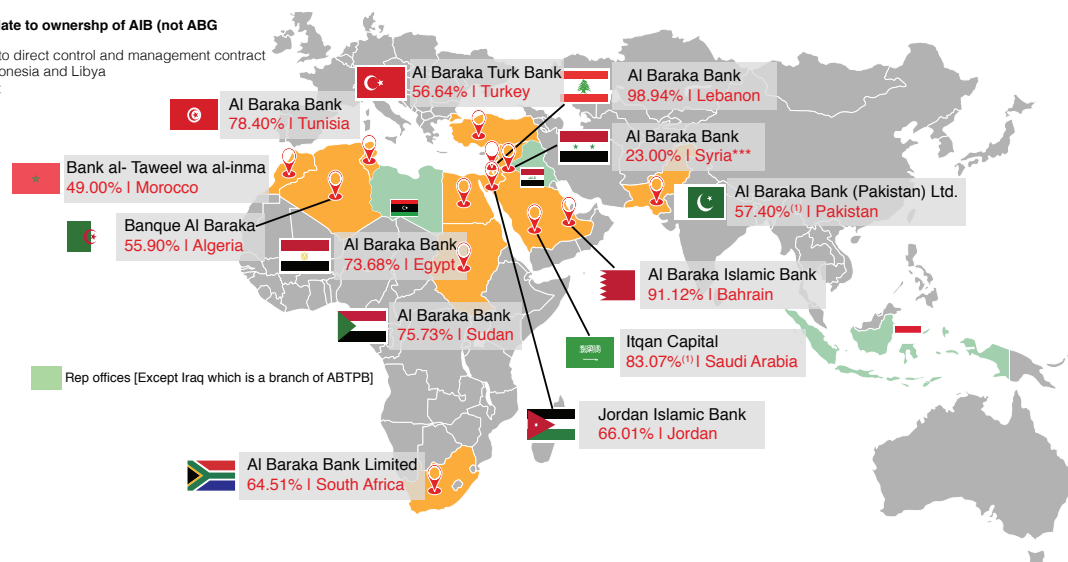 late to ownershp of AIB (not ABG
to direct control and management contract
onesia and Libya
Al Baraka Turk Bank
56.64% I Turkey
Al Baraka Bank
98.94% I Lebanon
Al Baraka Bank
78.40% I Tunisia
Al Baraka Bank
23.00% I Syria***
Bank al- Taweel wa al-inma
49.00% I Morocco
Al Baraka Bank (Pakistan) Ltd.
57.40%(1) I Pakistan
Banque Al Baraka
55.90% I Algeria
Al Baraka Bank
73.68% I Egypt
Al Baraka Islamic Bank
91.12% I Bahrain
Al Baraka Bank
75.73% I Sudan
Itqan Capital
83.07%(1) I Saudi Arabia
Rep offices [Except Iraq which is a branch of ABTPB]
Jordan Islamic Bank
66.01% I Jordan
Al Baraka Bank Limited
64.51% I South Africa